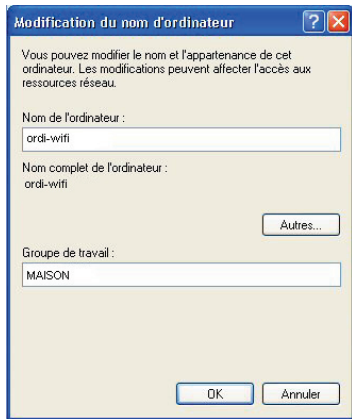 Modification du nom d'ordinateur
Vous pouvez modifier le nom et l'appartenance de cet
ordinateur. Les modifications peuvent affecter l'accès aux
ressources réseau.
Nom de l'ordinateur :
ordi-wifi
Nom complet de l'ordinateur :
ordi-wifi
Autres...
Groupe de travail :
MAISON
OK Annuler